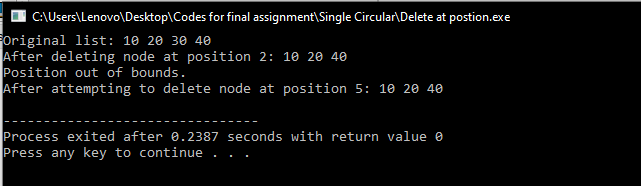 C:\Users\Lenovo\Desktop\Codes for final assignment\Single Circular\Delete at postion.exe
Original list: 10 20 30 40
After deleting node at position 2: 10 20 40
Position out of bounds.
After attempting to delete node at position 5: 10 20 40
--------------------------------
Process exited after 0.2387 seconds with return value 0
Press any key to continue . . .